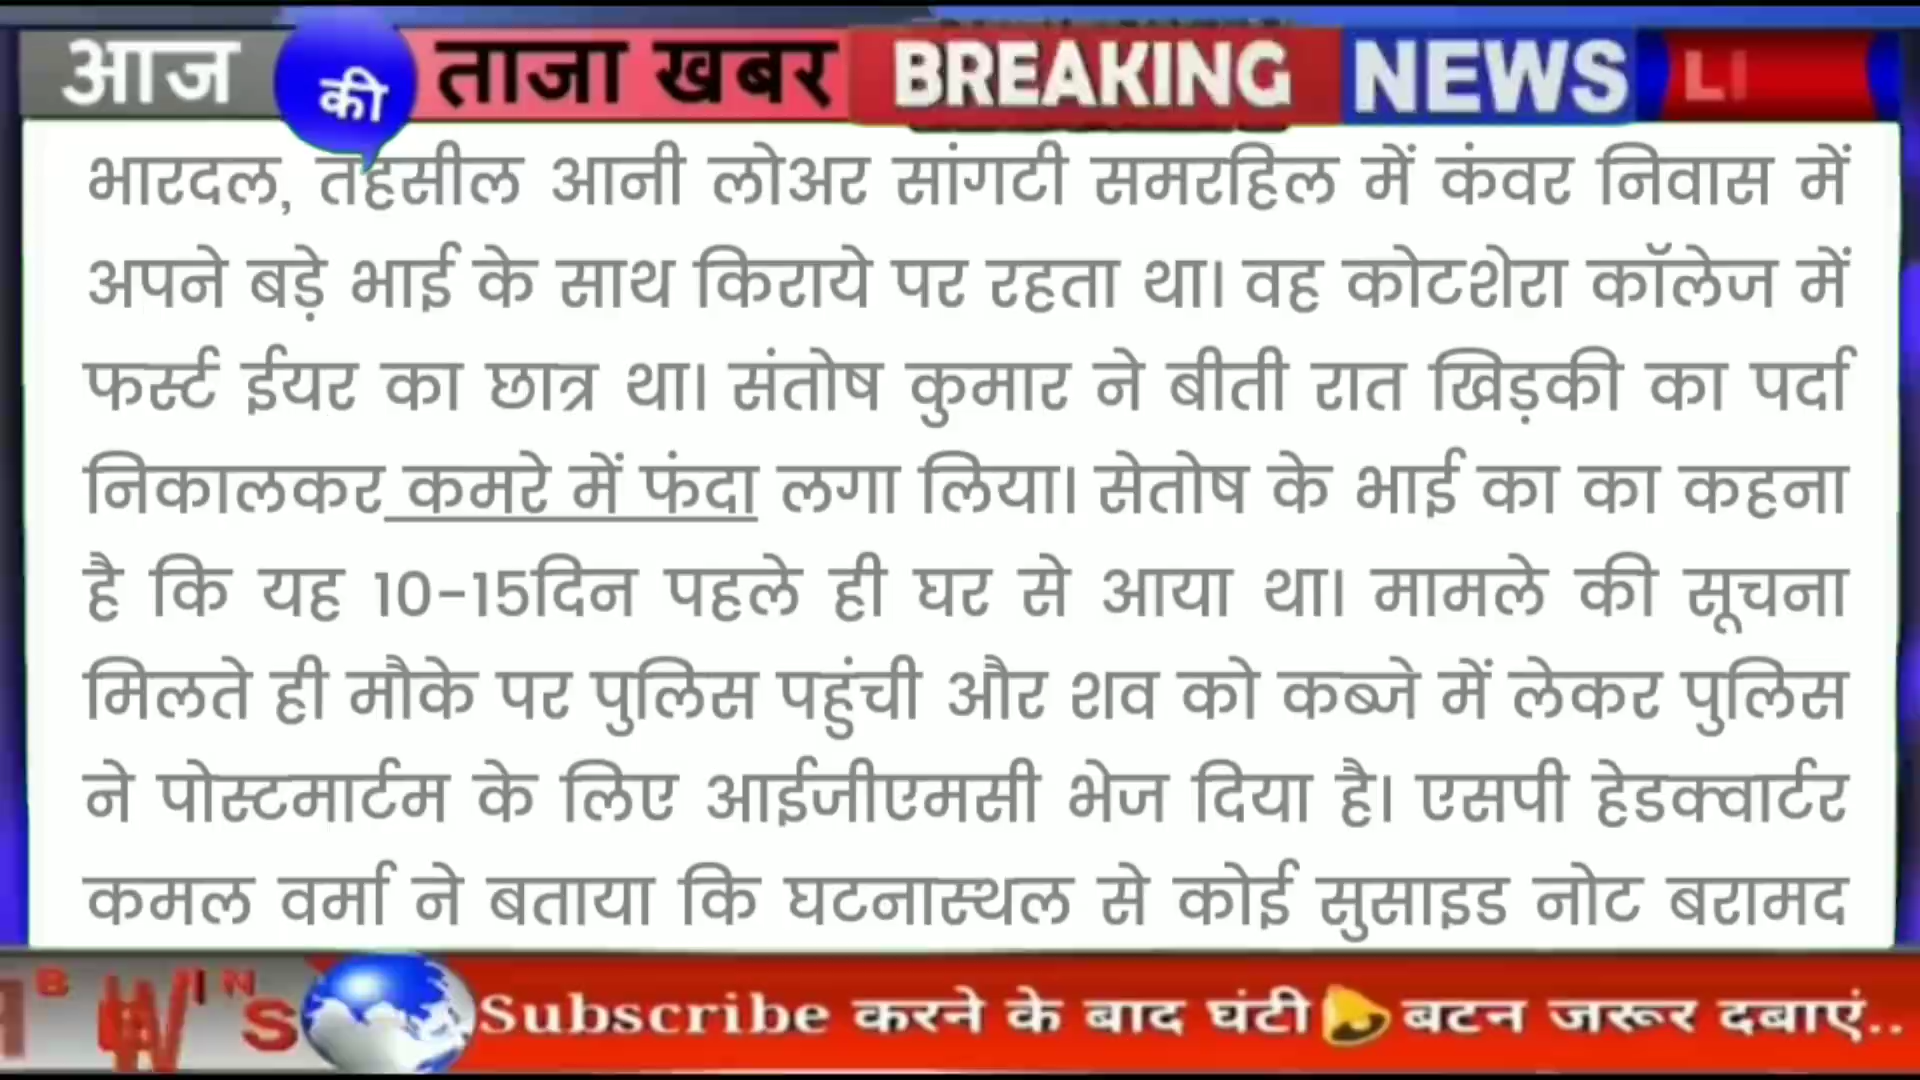 आज की ताजा खबर BREAKING NEWS LI
भारदल, तहसील आनी लोअर सांगटी समरहिल में कंवर निवास में
अपने बड़े भाई के साथ किराये पर रहता था। वह कोटशेरा कॉलेज में
फर्स्ट ईयर का छात्र था। संतोष कुमार ने बीती रात खिड़की का पर्दा
निकालकर कमरे में फंदा लगा लिया। सेतोष के भाई का का कहना
है कि यह 10-15दिन पहले ही घर से आया था। मामले की सूचना
मिलते ही मौके पर पुलिस पहुंची और शव को कब्जे में लेकर पुलिस
ने पोस्टमार्टम के लिए आईजीएमसी भेज दिया है। एसपी हेडक्वार्टर
कमल वर्मा ने बताया कि घटनास्थल से कोई सुसाइड नोट बरामद
Subscribe करने के बाद घंटी बटन जरूर दबाएं..